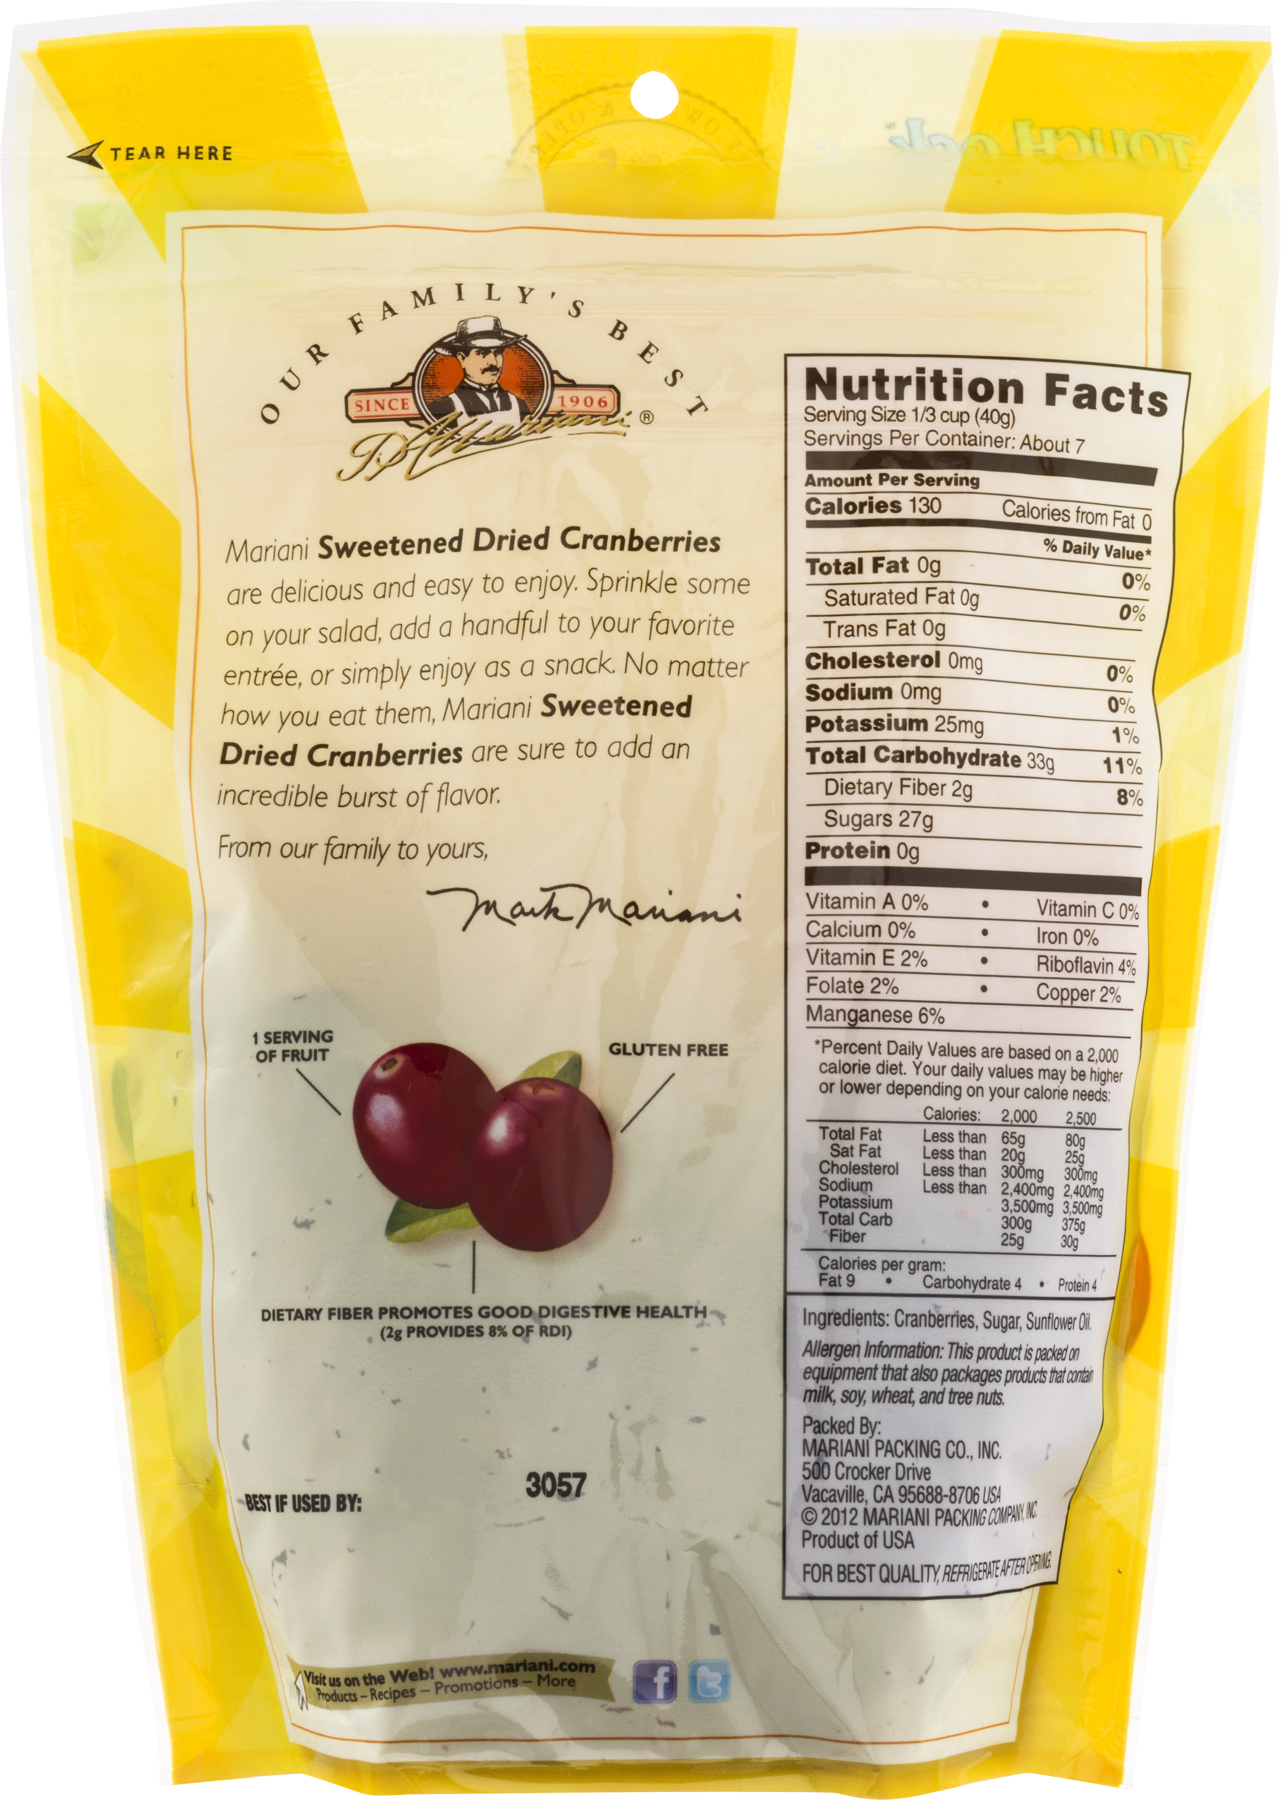 TEAR HERE
TOUCHLock
OUR FAMILY'S BEST
SINCE 1906
Mariani ®
Mariani Sweetened Dried Cranberries
are delicious and easy to enjoy. Sprinkle some
on your salad, add a handful to your favorite
entrée, or simply enjoy as a snack. No matter
how you eat them, Mariani Sweetened
Dried Cranberries are sure to add an
incredible burst of flavor.
From our family to yours,
Mark Mariani
1 SERVING
OF FRUIT
GLUTEN FREE
DIETARY FIBER PROMOTES GOOD DIGESTIVE HEALTH
(2g PROVIDES 8% OF RDI)
BEST IF USED BY:
3057
Visit us on the Web! www.mariani.com
Products – Recipes – Promotions – More
f t
Nutrition Facts
Serving Size 1/3 cup (40g)
Servings Per Container: About 7
Amount Per Serving
Calories 130 Calories from Fat 0
% Daily Value*
Total Fat 0g 0%
Saturated Fat 0g 0%
Trans Fat 0g
Cholesterol 0mg 0%
Sodium 0mg 0%
Potassium 25mg 1%
Total Carbohydrate 33g 11%
Dietary Fiber 2g 8%
Sugars 27g
Protein 0g
Vitamin A 0% • Vitamin C 0%
Calcium 0% • Iron 0%
Vitamin E 2% • Riboflavin 4%
Folate 2% • Copper 2%
Manganese 6%
*Percent Daily Values are based on a 2,000
calorie diet. Your daily values may be higher
or lower depending on your calorie needs:
Calories: 2,000 2,500
Total Fat Less than 65g 80g
Sat Fat Less than 20g 25g
Cholesterol Less than 300mg 300mg
Sodium Less than 2,400mg 2,400mg
Potassium 3,500mg 3,500mg
Total Carb 300g 375g
Fiber 25g 30g
Calories per gram:
Fat 9 • Carbohydrate 4 • Protein 4
Ingredients: Cranberries, Sugar, Sunflower Oil.
Allergen Information: This product is packed on
equipment that also packages products that contain
milk, soy, wheat, and tree nuts.
Packed By:
MARIANI PACKING CO., INC.
500 Crocker Drive
Vacaville, CA 95688-8706 USA
© 2012 MARIANI PACKING COMPANY, INC.
Product of USA
FOR BEST QUALITY, REFRIGERATE AFTER OPENING.